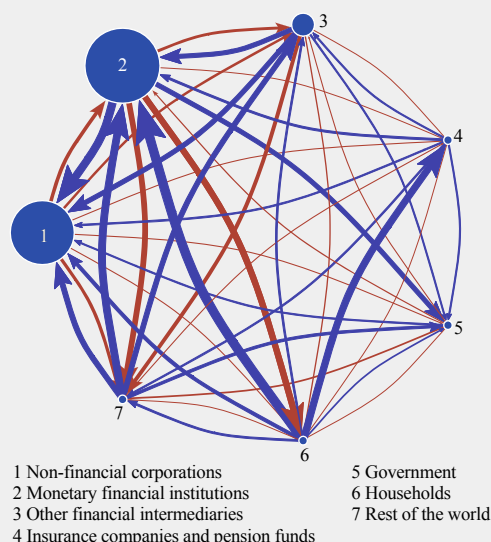 3
2
4
1
5
7
6
1 Non-financial corporations
2 Monetary financial institutions
3 Other financial intermediaries
4 Insurance companies and pension funds
5 Government
6 Households
7 Rest of the world